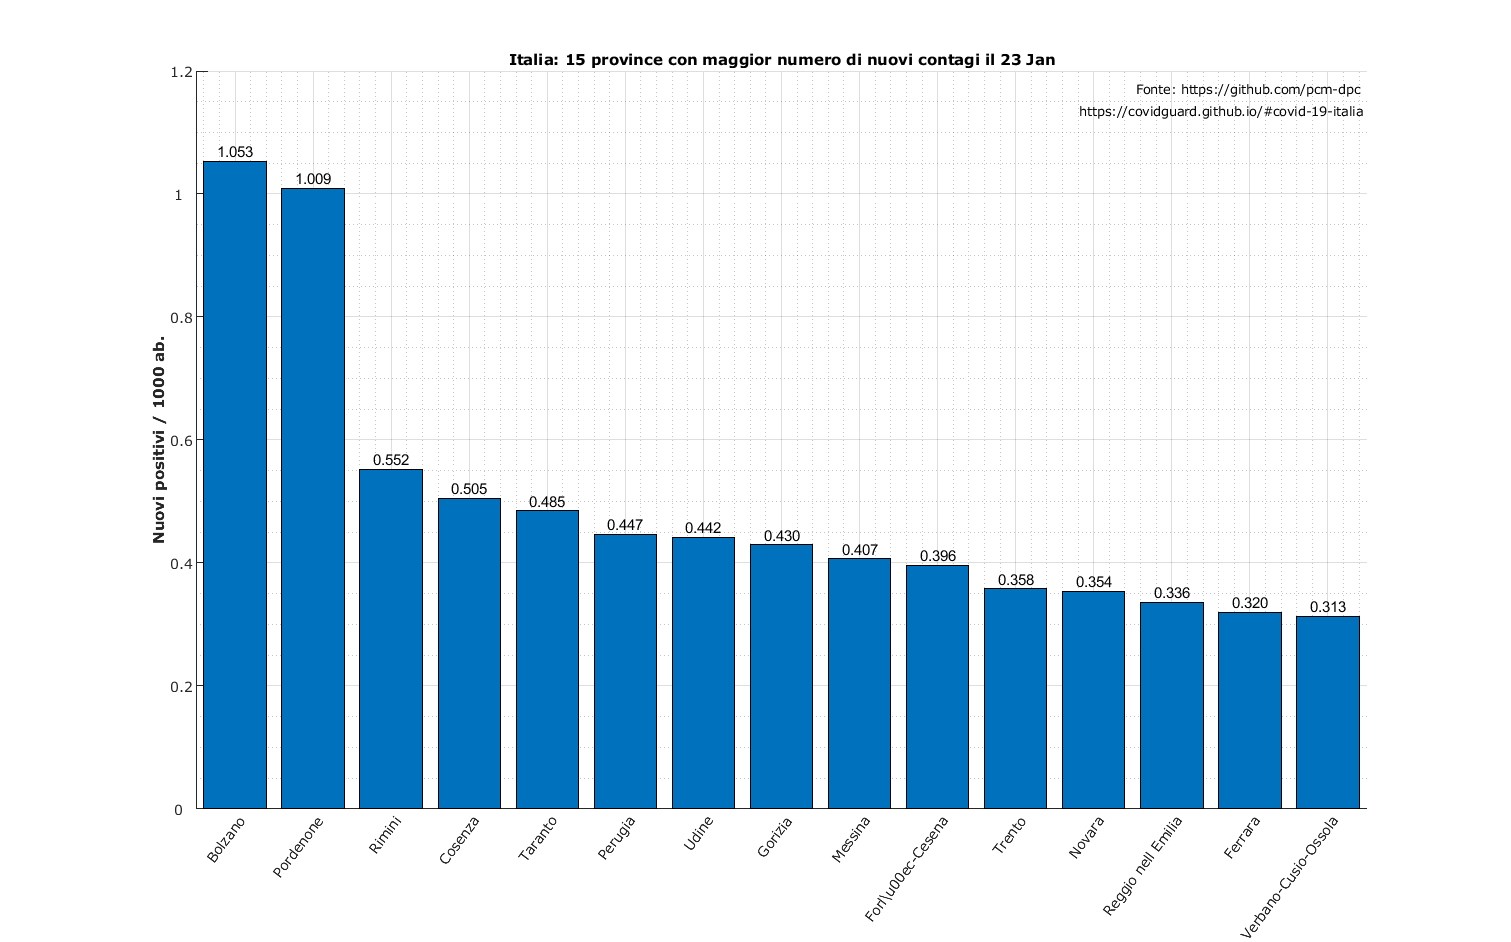 Italia: 15 province con maggior numero di nuovi contagi il 23 Jan
Fonte: https://github.com/pcm-dpc
https://covidguard.github.io/#covid-19-italia
Nuovi positivi / 1000 ab.
1.2
1
0.8
0.6
0.4
0.2
0
1.053
1.009
0.552
0.505
0.485
0.447
0.442
0.430
0.407
0.396
0.358
0.354
0.336
0.320
0.313
Bolzano
Pordenone
Rimini
Cosenza
Taranto
Perugia
Udine
Gorizia
Messina
Forl\u00ec-Cesena
Trento
Novara
Reggio nell Emilia
Ferrara
Verbano-Cusio-Ossola